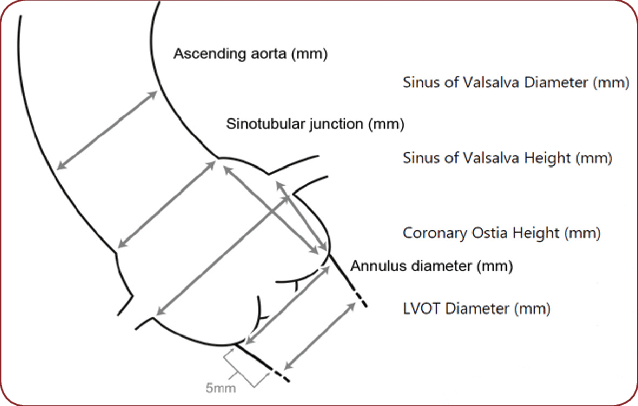 Ascending aorta (mm)
Sinus of Valsalva Diameter (mm)
Sinotubular junction (mm)
Sinus of Valsalva Height (mm)
Coronary Ostia Height (mm)
Annulus diameter (mm)
LVOT Diameter (mm)
5mm